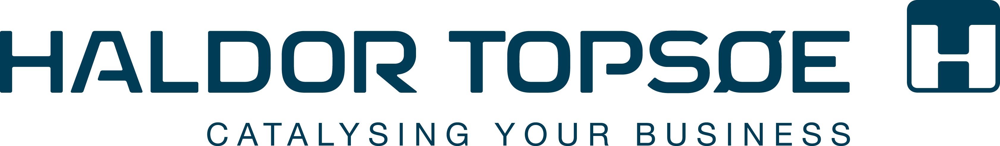 HALDOR TOPSØE
CATALYSING YOUR BUSINESS